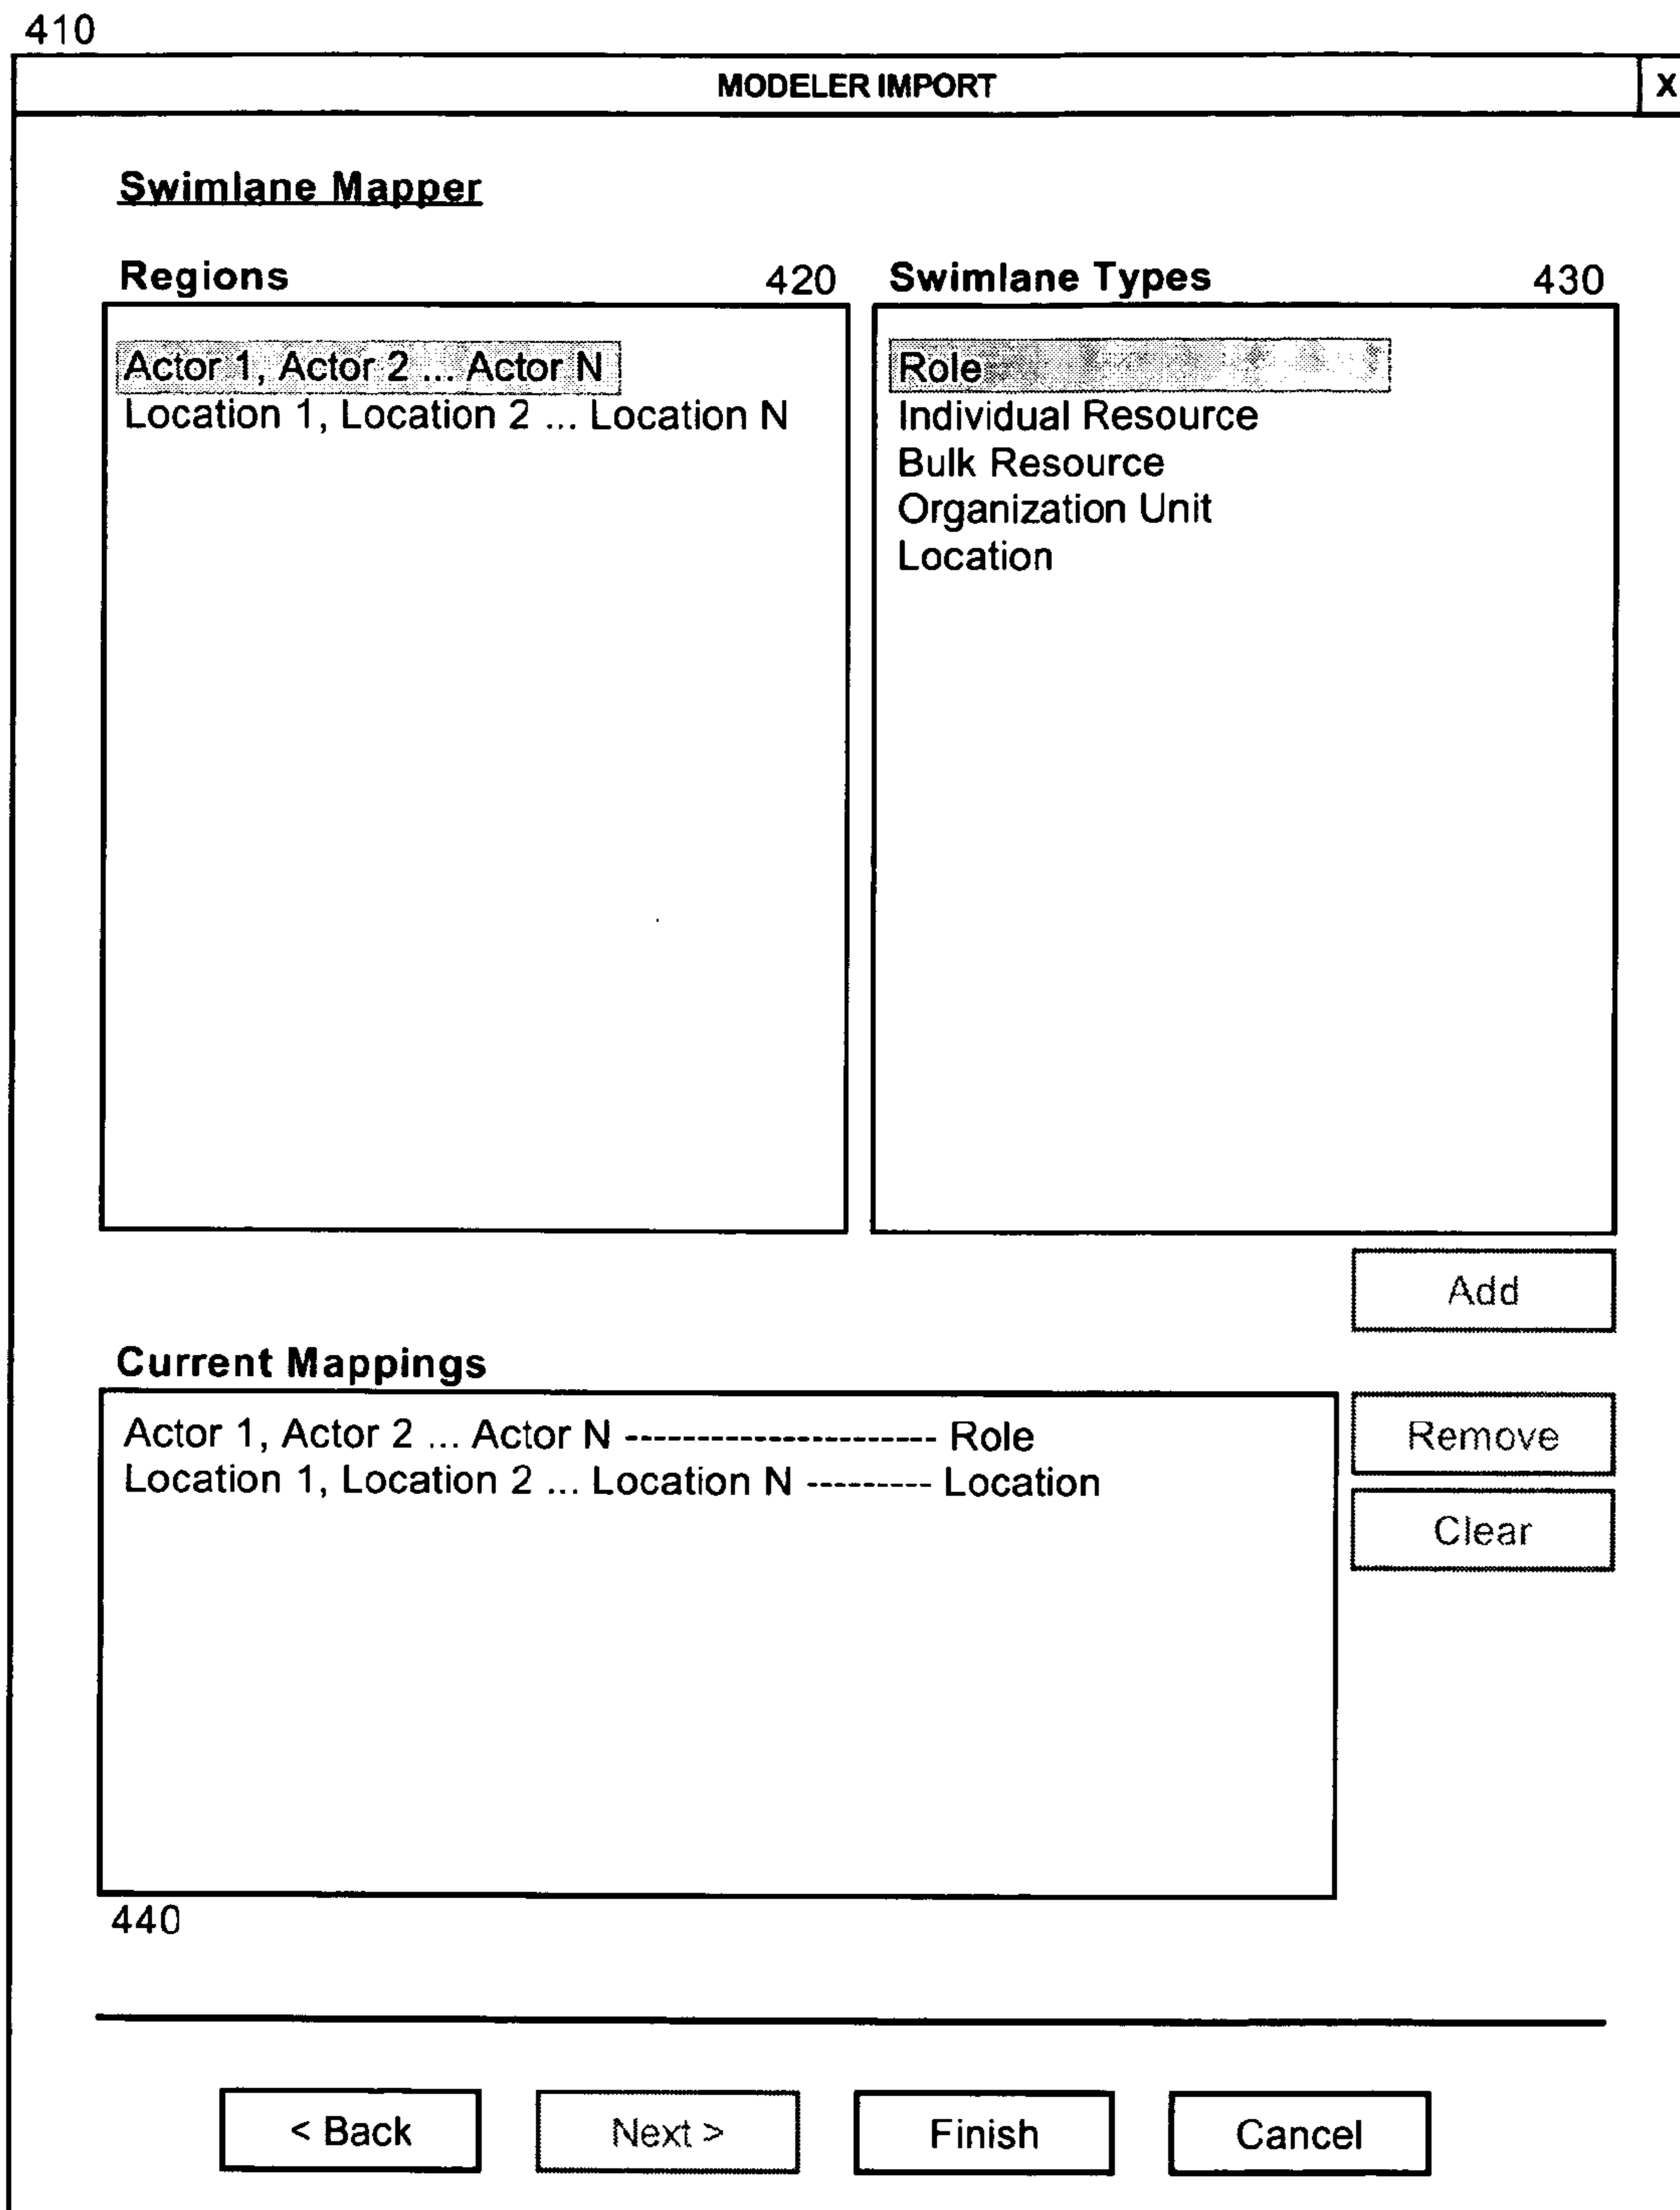 410
MODELER IMPORT X
Swimlane Mapper
Regions 420 Swimlane Types 430
Actor 1, Actor 2 ... Actor N
Location 1, Location 2 ... Location N
Role
Individual Resource
Bulk Resource
Organization Unit
Location
Add
Current Mappings
Actor 1, Actor 2 ... Actor N ---------------------- Role
Location 1, Location 2 ... Location N --------- Location
Remove
Clear
440
< Back Next > Finish Cancel